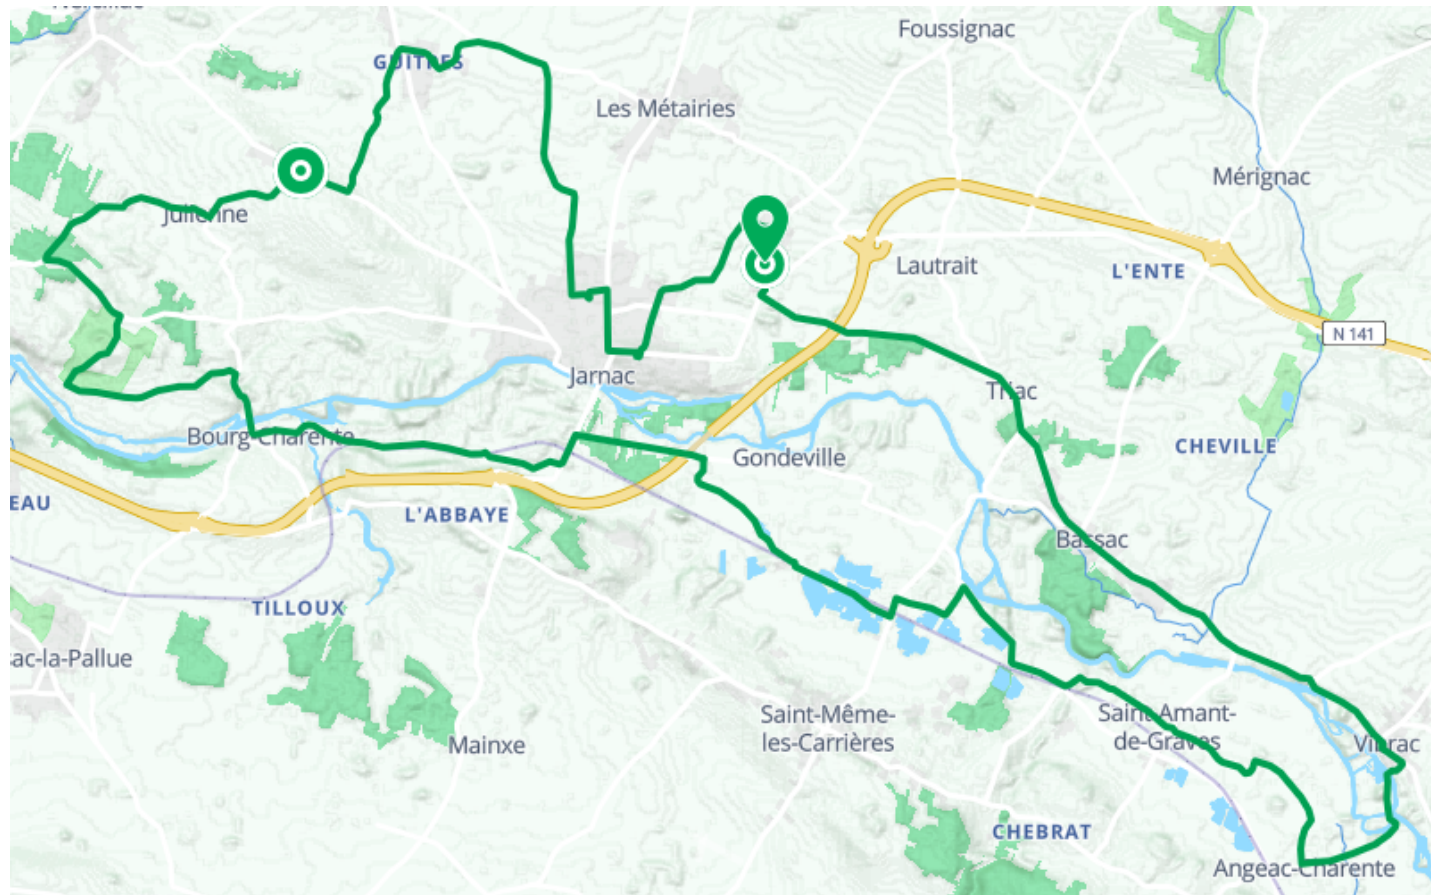 Foussignac
GUITRES
Les Métairies
Mérignac
Julienne
Lautrait
L'ENTE
N 141
Jarnac
Triac
Bourg-Charente
Gondeville
CHEVILLE
EAU
L'ABBAYE
Bassac
TILLOUX
ac-la-Pallue
Saint-Même-
les-Carrières
Saint-Amant-
de-Graves
Mainxe
Vibrac
CHEBRAT
Angeac-Charente